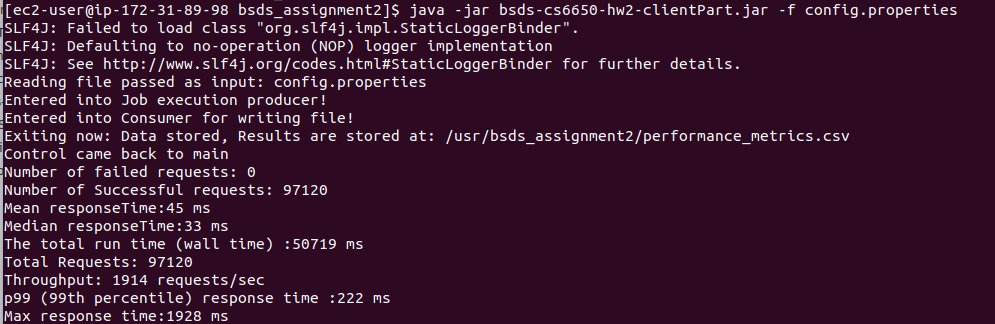 [ec2-user@ip-172-31-89-98 bsds_assignment2]$ java -jar bsds-cs6650-hw2-clientPart.jar -f config.properties
SLF4J: Failed to load class "org.slf4j.impl.StaticLoggerBinder".
SLF4J: Defaulting to no-operation (NOP) logger implementation
SLF4J: See http://www.slf4j.org/codes.html#StaticLoggerBinder for further details.
Reading file passed as input: config.properties
Entered into Job execution producer!
Entered into Consumer for writing file!
Exiting now: Data stored, Results are stored at: /usr/bsds_assignment2/performance_metrics.csv
Control came back to main
Number of failed requests: 0
Number of Successful requests: 97120
Mean responseTime:45 ms
Median responseTime:33 ms
The total run time (wall time) :50719 ms
Total Requests: 97120
Throughput: 1914 requests/sec
p99 (99th percentile) response time :222 ms
Max response time:1928 ms